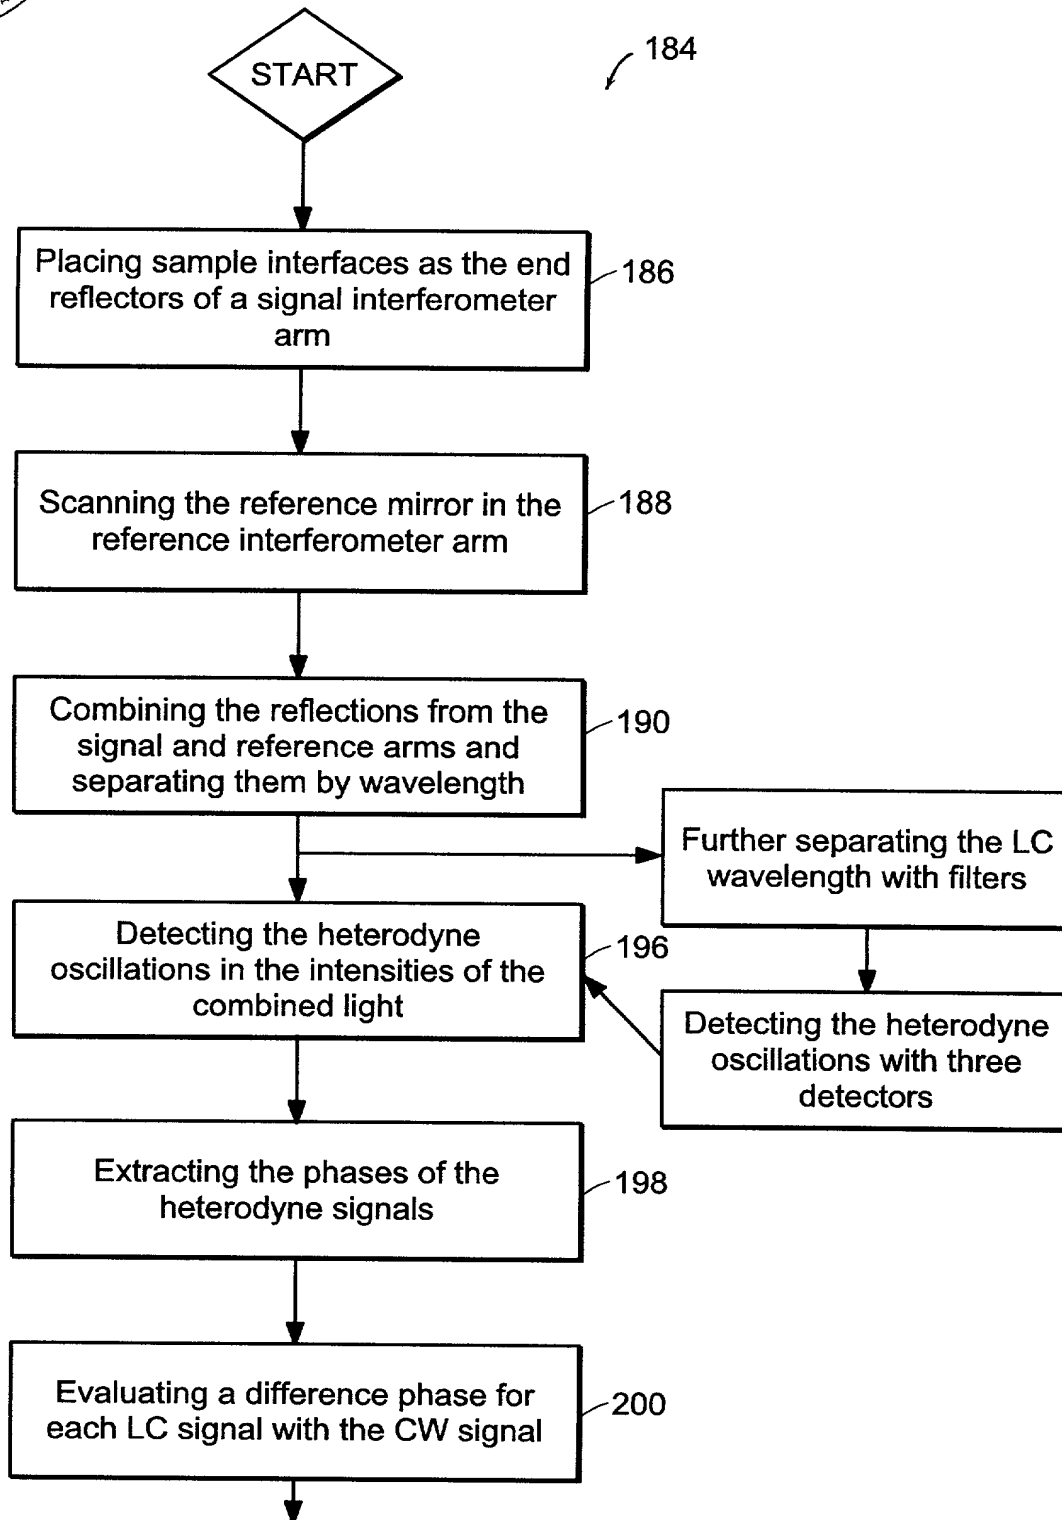 START
184
Placing sample interfaces as the end
reflectors of a signal interferometer
arm
186
Scanning the reference mirror in the
reference interferometer arm
188
Combining the reflections from the
signal and reference arms and
separating them by wavelength
190
Further separating the LC
wavelength with filters
Detecting the heterodyne
oscillations in the intensities of the
combined light
196
Detecting the heterodyne
oscillations with three
detectors
Extracting the phases of the
heterodyne signals
198
Evaluating a difference phase for
each LC signal with the CW signal
200